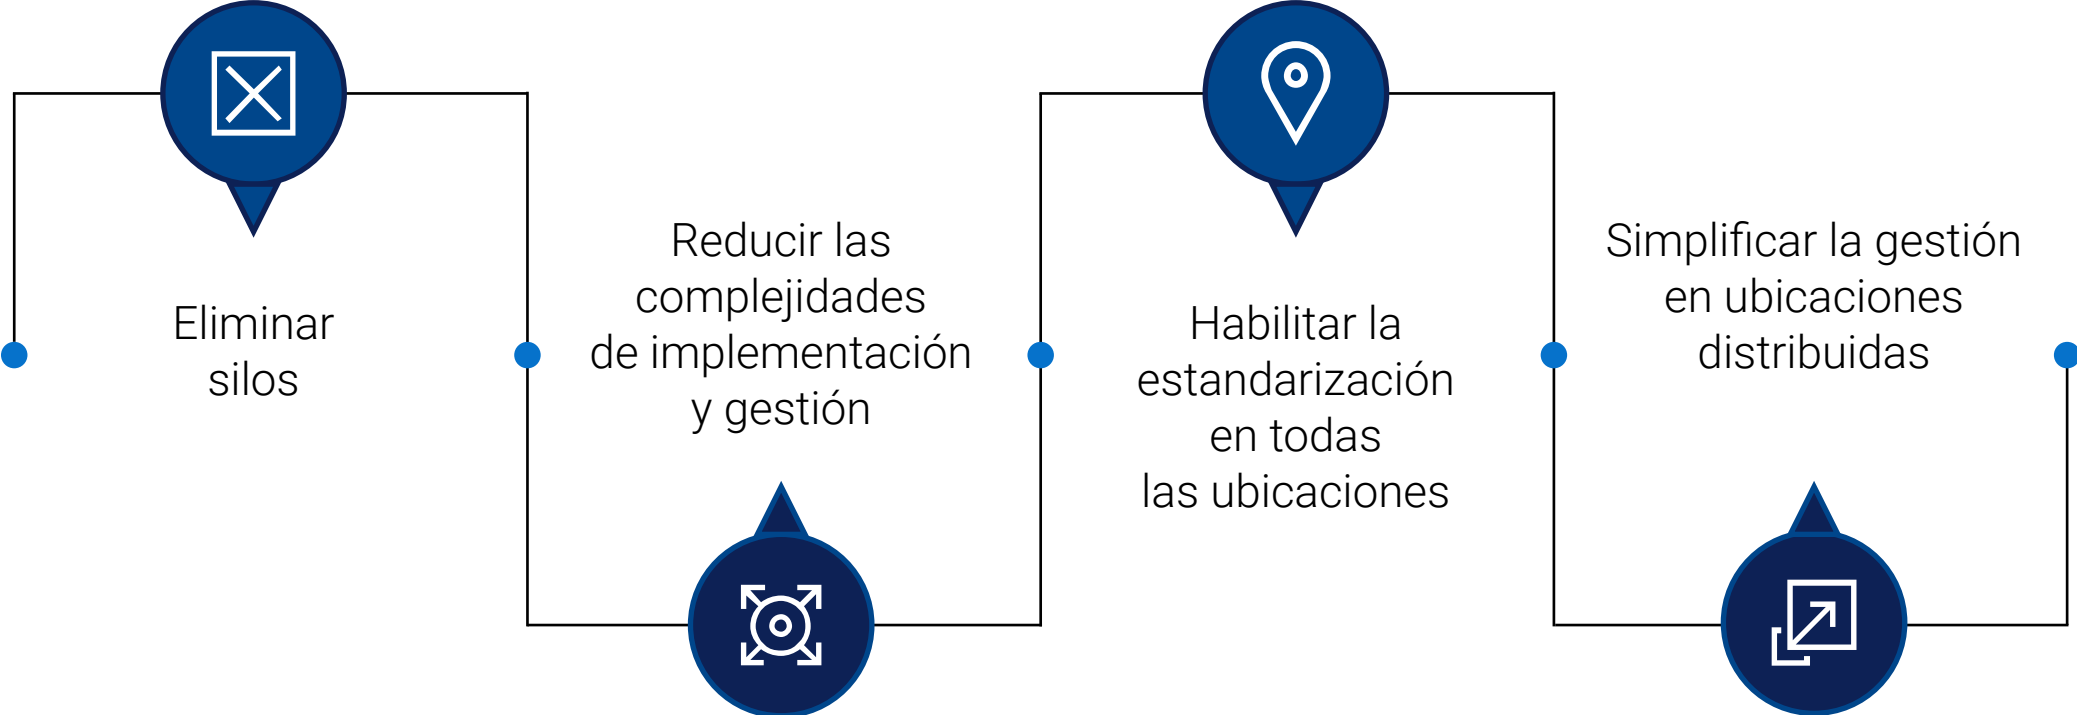 Eliminar
silos
Reducir las
complejidades
de implementación
y gestión
Habilitar la
estandarización
en todas
las ubicaciones
Simplificar la gestión
en ubicaciones
distribuidas